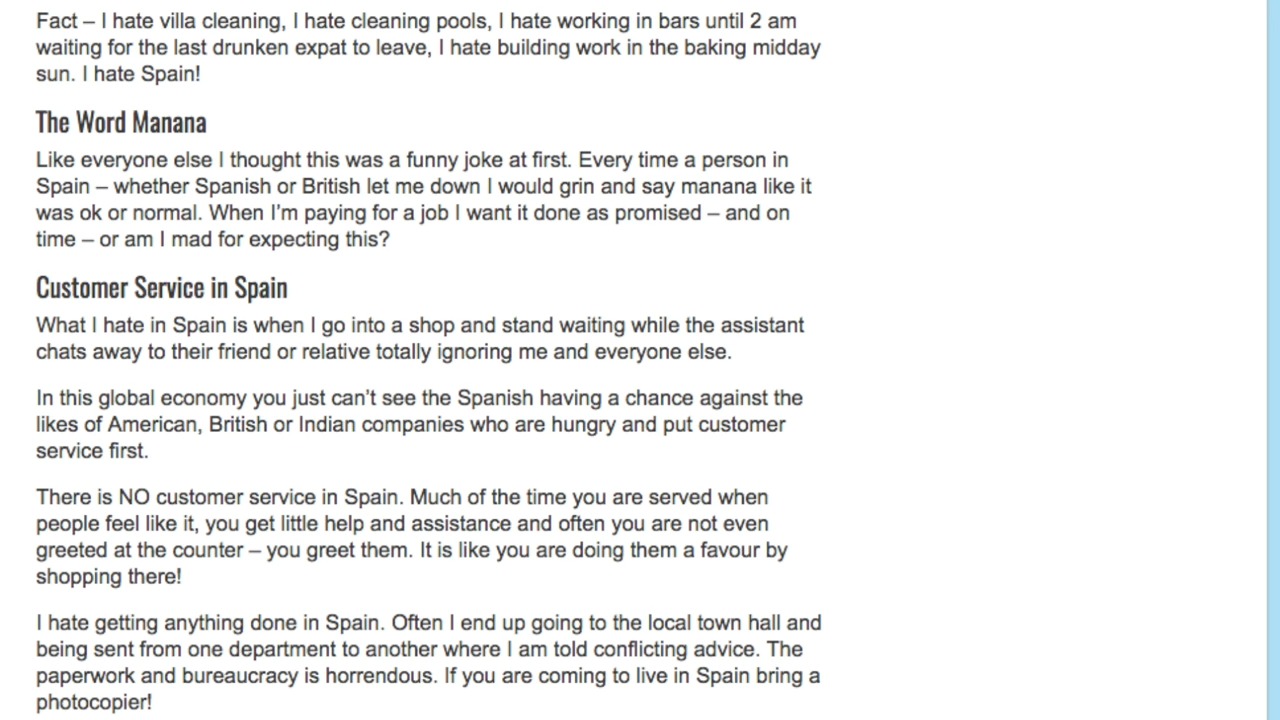 Fact – I hate villa cleaning, I hate cleaning pools, I hate working in bars until 2 am
waiting for the last drunken expat to leave, I hate building work in the baking midday
sun. I hate Spain!
The Word Manana
Like everyone else I thought this was a funny joke at first. Every time a person in
Spain – whether Spanish or British let me down I would grin and say manana like it
was ok or normal. When I'm paying for a job I want it done as promised – and on
time – or am I mad for expecting this?
Customer Service in Spain
What I hate in Spain is when I go into a shop and stand waiting while the assistant
chats away to their friend or relative totally ignoring me and everyone else.
In this global economy you just can't see the Spanish having a chance against the
likes of American, British or Indian companies who are hungry and put customer
service first.
There is NO customer service in Spain. Much of the time you are served when
people feel like it, you get little help and assistance and often you are not even
greeted at the counter – you greet them. It is like you are doing them a favour by
shopping there!
I hate getting anything done in Spain. Often I end up going to the local town hall and
being sent from one department to another where I am told conflicting advice. The
paperwork and bureaucracy is horrendous. If you are coming to live in Spain bring a
photocopier!